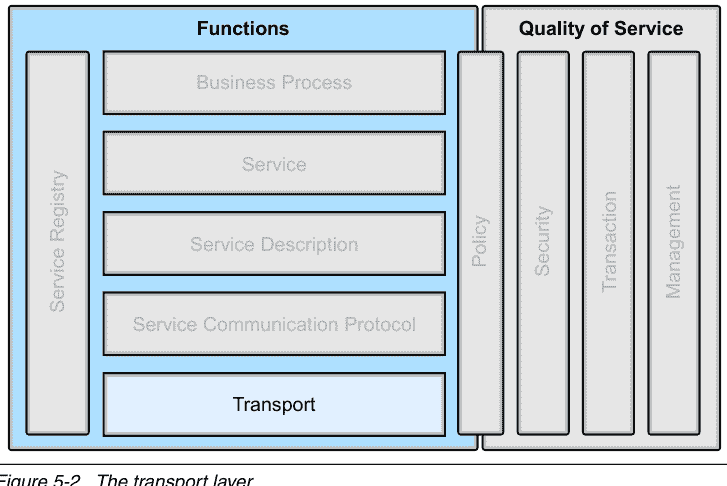 Functions
Quality of Service
Service Registry
Business Process
Service
Service Description
Service Communication Protocol
Transport
Policy
Security
Transaction
Management
Figure 5-2 The transport layer